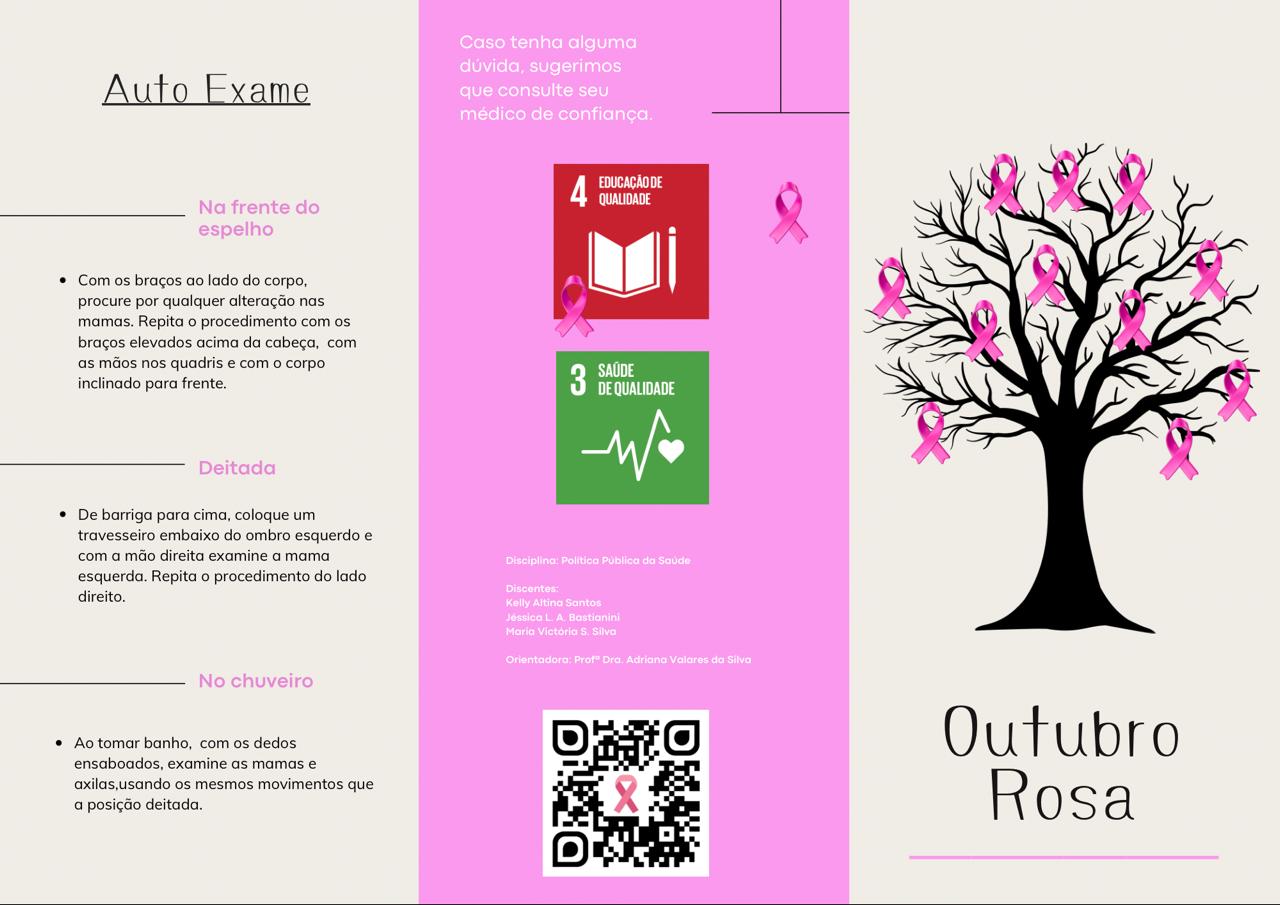 Auto Exame
Na frente do
espelho
• Com os braços ao lado do corpo,
procure por qualquer alteração nas
mamas. Repita o procedimento com os
braços elevados acima da cabeça,  com
as mãos nos quadris e com o corpo
inclinado para frente.
Deitada
• De barriga para cima, coloque um
travesseiro embaixo do ombro esquerdo e
com a mão direita examine a mama
esquerda. Repita o procedimento do lado
direito.
No chuveiro
• Ao tomar banho,  com os dedos
ensaboados, examine as mamas e
axilas,usando os mesmos movimentos que
a posição deitada.
Caso tenha alguma
dúvida, sugerimos
que consulte seu
médico de confiança.
4 EDUCAÇÃO DE
QUALIDADE
3 SAÚDE
DE QUALIDADE
Disciplina: Política Pública da Saúde
Discentes:
Kelly Altina Santos
Jéssica L. A. Bastianini
Maria Victória S. Silva
Orientadora: Profª Dra. Adriana Valares da Silva
Outubro
Rosa